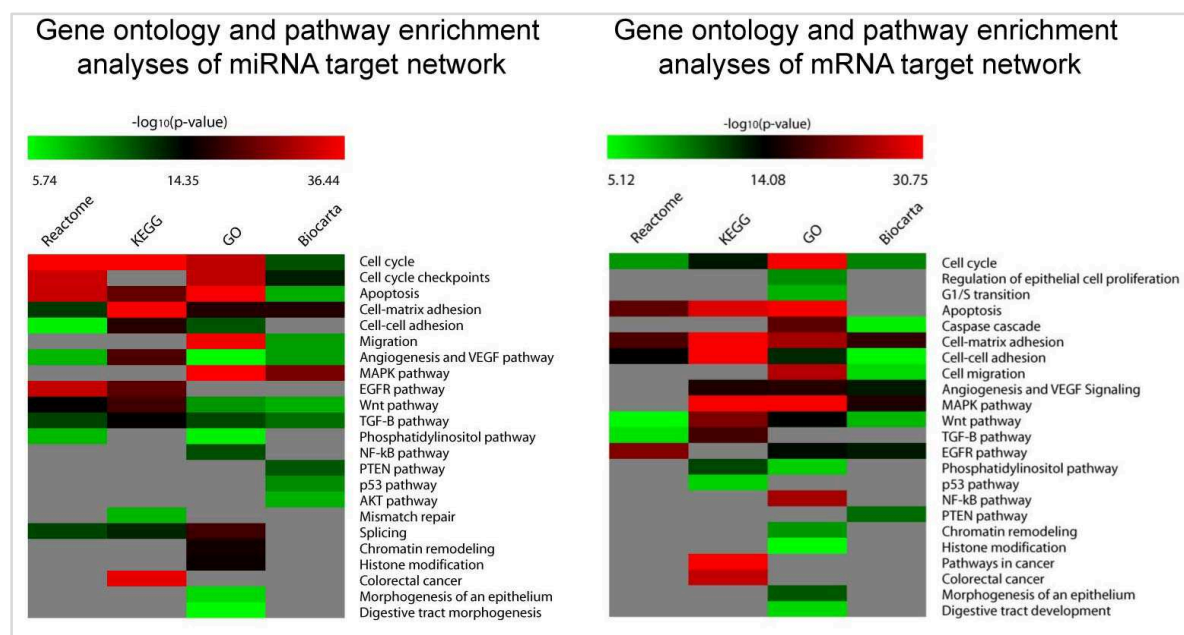 Gene ontology and pathway enrichment
analyses of miRNA target network
-log10(p-value)
5.74 14.35 36.44
Reactome KEGG GO Biocarta
Cell cycle
Cell cycle checkpoints
Apoptosis
Cell-matrix adhesion
Cell-cell adhesion
Migration
Angiogenesis and VEGF pathway
MAPK pathway
EGFR pathway
Wnt pathway
TGF-B pathway
Phosphatidylinositol pathway
NF-kB pathway
PTEN pathway
p53 pathway
AKT pathway
Mismatch repair
Splicing
Chromatin remodeling
Histone modification
Colorectal cancer
Morphogenesis of an epithelium
Digestive tract morphogenesis
Gene ontology and pathway enrichment
analyses of mRNA target network
-log10(p-value)
5.12 14.08 30.75
Reactome KEGG GO Biocarta
Cell cycle
Regulation of epithelial cell proliferation
G1/S transition
Apoptosis
Caspase cascade
Cell-matrix adhesion
Cell-cell adhesion
Cell migration
Angiogenesis and VEGF Signaling
MAPK pathway
Wnt pathway
TGF-B pathway
EGFR pathway
Phosphatidylinositol pathway
p53 pathway
NF-kB pathway
PTEN pathway
Chromatin remodeling
Histone modification
Pathways in cancer
Colorectal cancer
Morphogenesis of an epithelium
Digestive tract development